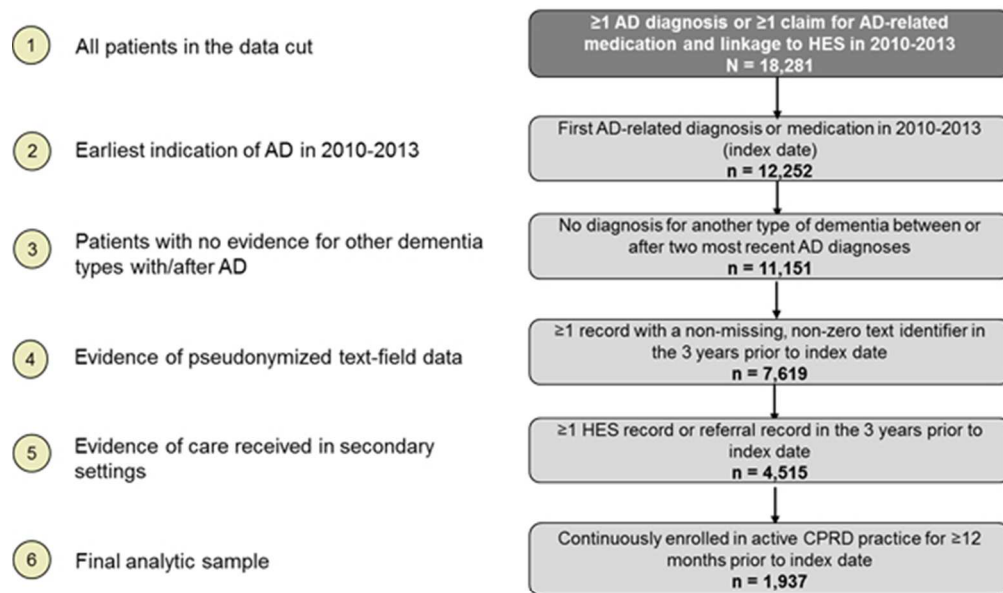 1
All patients in the data cut
≥1 AD diagnosis or ≥1 claim for AD-related
medication and linkage to HES in 2010-2013
N = 18,281
2
Earliest indication of AD in 2010-2013
First AD-related diagnosis or medication in 2010-2013
(index date)
n = 12,252
3
Patients with no evidence for other dementia
types with/after AD
No diagnosis for another type of dementia between or
after two most recent AD diagnoses
n = 11,151
4
Evidence of pseudonymized text-field data
≥1 record with a non-missing, non-zero text identifier in
the 3 years prior to index date
n = 7,619
5
Evidence of care received in secondary
settings
≥1 HES record or referral record in the 3 years prior to
index date
n = 4,515
6
Final analytic sample
Continuously enrolled in active CPRD practice for ≥12
months prior to index date
n = 1,937